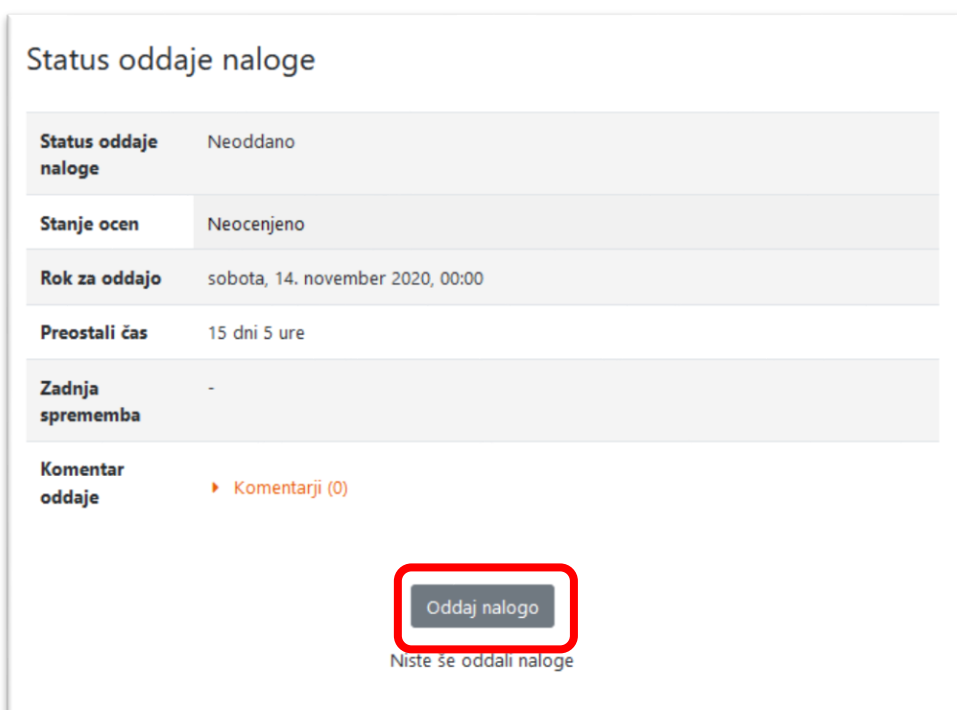 Status oddaje naloge
Status oddaje Neoddano
naloge
Stanje ocen Neocenjeno
Rok za oddajo sobota, 14. november 2020, 00:00
Preostali čas 15 dni 5 ure
Zadnja -
sprememba
Komentar
oddaje Komentarji (0)
Oddaj nalogo
Niste še oddali naloge